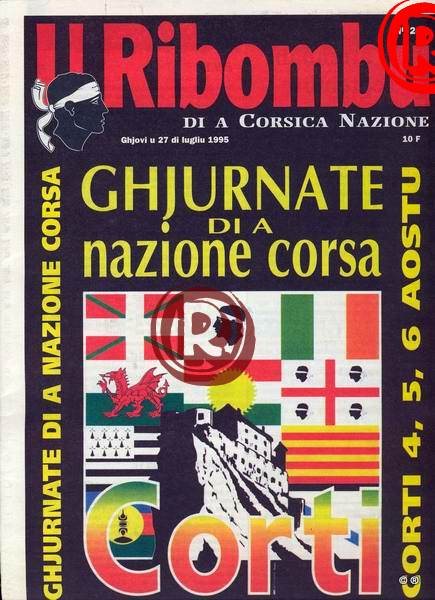 U Ribombu
DI A CORSICA NAZIONE
Ghjovi u 27 di lugliu 1995
10 F
GHJURNATE
DI A
nazione corsa
GHJURNATE DI A NAZIONE CORSA
CORTI 4, 5, 6 AOSTU
R
R
Corti
© ®